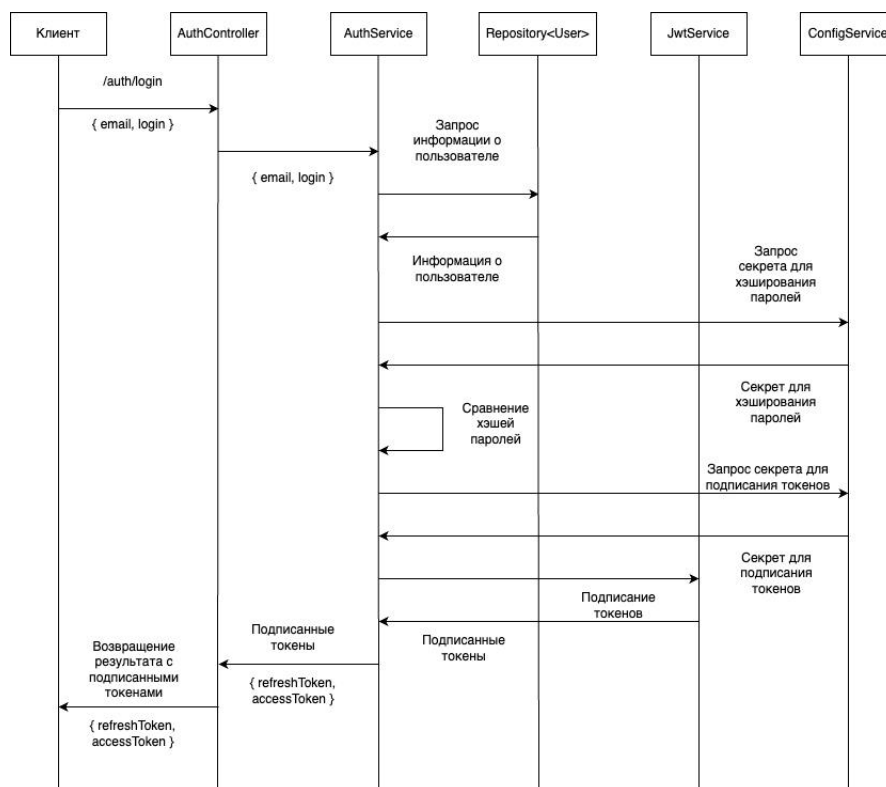 Клиент
AuthController
AuthService
Repository<User>
JwtService
ConfigService
/auth/login
{ email, login }
{ email, login }
Запрос
информации о
пользователе
Информация о
пользователе
Запрос
секрета для
хэширования
паролей
Секрет для
хэширования
паролей
Сравнение
хэшей
паролей
Запрос секрета для
подписания токенов
Секрет для
подписания
токенов
Подписание
токенов
Подписанные
токены
Подписанные
токены
{ refreshToken,
accessToken }
Возвращение
результата с
подписанными
токенами
{ refreshToken,
accessToken }